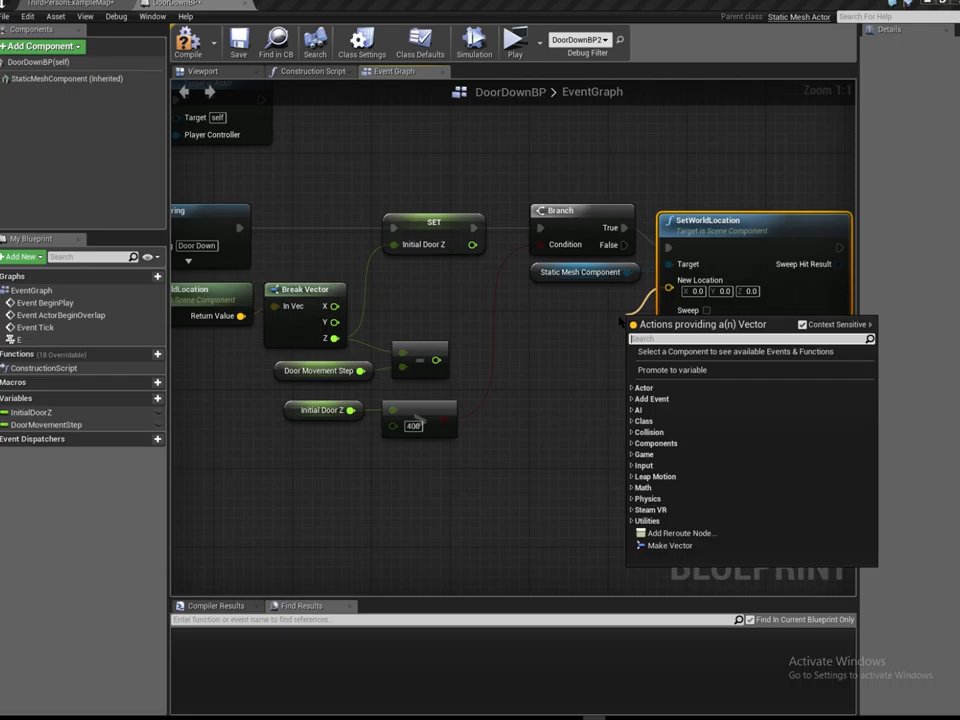 ThirdPersonExampleMap*
DoorDownBP*
File Edit Asset View Debug Window Help
Parent class: Static Mesh Actor
Search For Help
Components
Add Component
DoorDownBP(self)
StaticMeshComponent (Inherited)
Compile
Save
Find in CB
Search
Class Settings
Class Defaults
Simulation
Play
DoorDownBP2
Debug Filter
Details
Viewport
Construction Script
Event Graph
DoorDownBP > EventGraph
Zoom 1:1
Target self
Player Controller
ring
Door Down
SET
Initial Door Z
Branch
True
Condition
False
Static Mesh Component
SetWorldLocation
Target is Scene Component
Target
Sweep Hit Result
New Location
X 0.0 Y 0.0 Z 0.0
Sweep
ldLocation
Scene Component
Return Value
Break Vector
In Vec
X
Y
Z
Door Movement Step
Initial Door Z
400
My Blueprint
Add New
Search
Graphs
EventGraph
Event BeginPlay
Event ActorBeginOverlap
Event Tick
E
Functions (18 Overridable)
ConstructionScript
Macros
Variables
InitialDoorZ
DoorMovementStep
Event Dispatchers
Actions providing a(n) Vector
Context Sensitive
Search
Select a Component to see available Events & Functions
Promote to variable
Actor
Add Event
AI
Class
Collision
Components
Game
Input
Leap Motion
Math
Physics
Steam VR
Utilities
Add Reroute Node...
Make Vector
BLUEPRINT
Compiler Results
Find Results
Enter function or event name to find references...
Find In Current Blueprint Only
Activate Windows
Go to Settings to activate Windows.